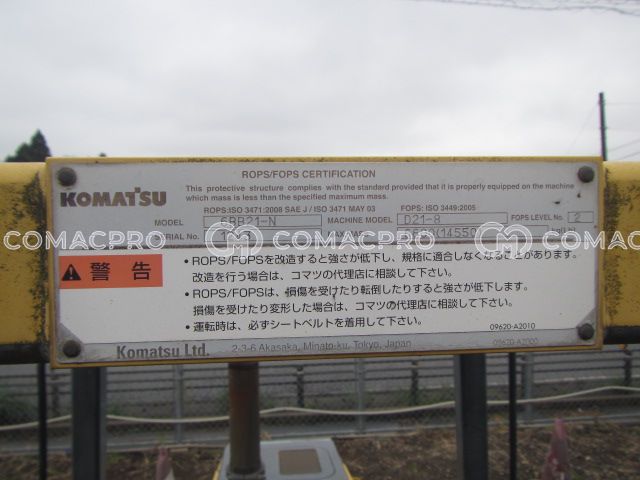 ROPS/FOPS CERTIFICATION
This protective structure complies with the standard provided that it is properly equipped on the machine
which mass is less than the specified maximum mass.
KOMATSU
ROPS:ISO 3471:2008 SAE J / ISO 3471 MAY 03 FOPS: ISO 3449:2005
MODEL 6BB21-N MACHINE MODEL D21-8 FOPS LEVEL No. 2
SERIAL No. MAX MASS
COMACPRO COMACPRO COMACPRO
警告
・ROPS/FOPSを改造すると強さが低下し、規格に適合しなくなることがあります。
改造を行う場合は、コマツの代理店に相談して下さい。
・ROPS/FOPSは、損傷を受けたり転倒したりすると強さが低下します。
損傷を受けたり変形した場合は、コマツの代理店に相談して下さい。
・運転時は、必ずシートベルトを着用して下さい。
09620-A2010
Komatsu Ltd. 2-3-6 Akasaka, Minato-ku, Tokyo, Japan 09620-A2000